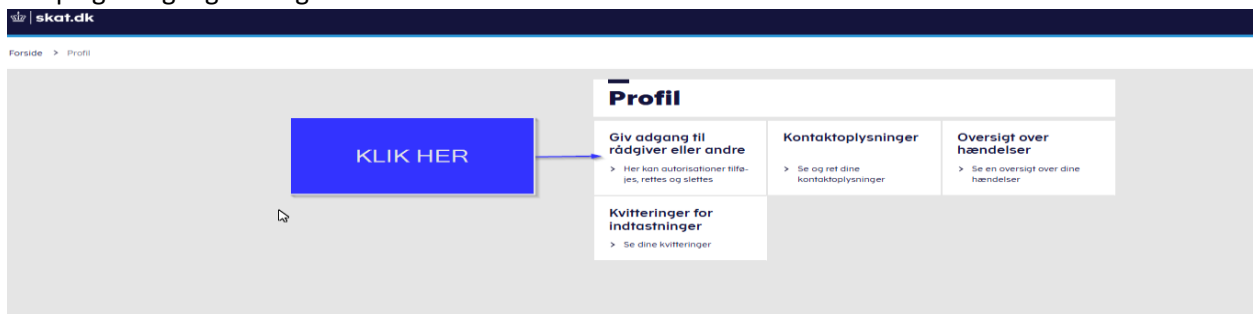 skat.dk
Forside > Profil
Profil
KLIK HER
Giv adgang til
rådgiver eller andre
> Her kan autorisationer tilfø-
jes, rettes og slettes
Kontaktoplysninger
> Se og ret dine
kontaktoplysninger
Oversigt over
hændelser
> Se en oversigt over dine
hændelser
Kvitteringer for
indtastninger
> Se dine kvitteringer